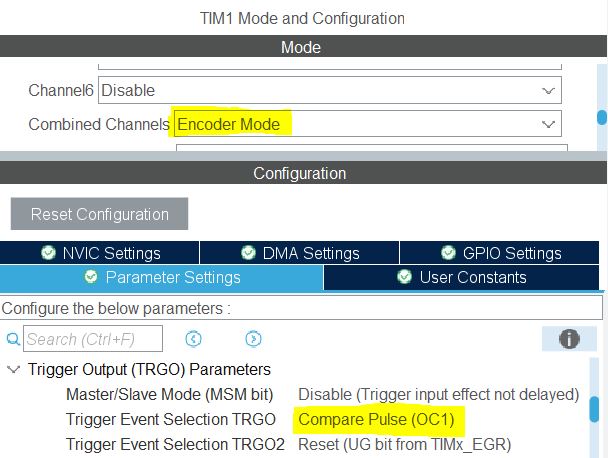 TIM1 Mode and Configuration
Mode
Channel6 Disable
Combined Channels Encoder Mode
Configuration
Reset Configuration
NVIC Settings DMA Settings GPIO Settings
Parameter Settings User Constants
Configure the below parameters :
Search (Ctrl+F)
Trigger Output (TRGO) Parameters
Master/Slave Mode (MSM bit) Disable (Trigger input effect not delayed)
Trigger Event Selection TRGO Compare Pulse (OC1)
Trigger Event Selection TRGO2 Reset (UG bit from TIMx_EGR)